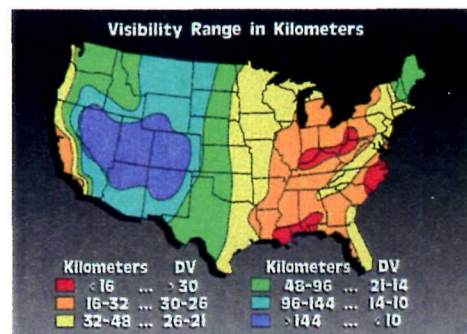 Visibility Range in Kilometers
Kilometers DV
<16 ... >30
16-32 ... 30-26
32-48 ... 26-21
Kilometers DV
48-96 ... 21-14
96-144 ... 14-10
>144 ... <10